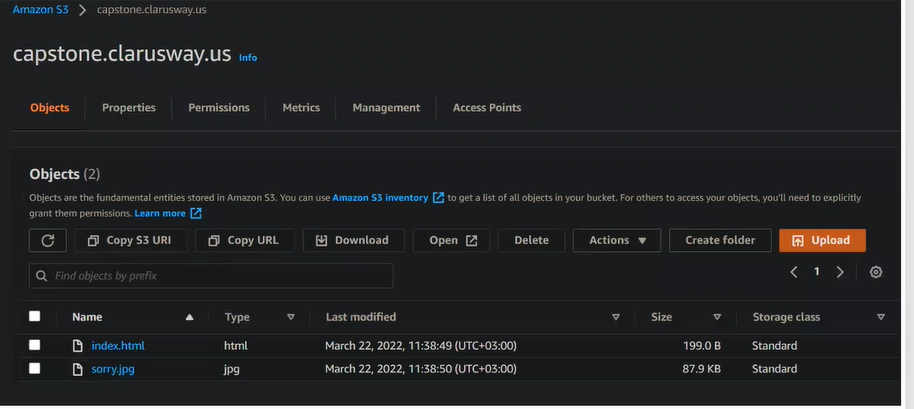 Amazon S3 > capstone.clarusway.us
capstone.clarusway.us Info
Objects Properties Permissions Metrics Management Access Points
Objects (2)
Objects are the fundamental entities stored in Amazon S3. You can use Amazon S3 inventory to get a list of all objects in your bucket. For others to access your objects, you'll need to explicitly
grant them permissions. Learn more
Copy S3 URI Copy URL Download Open Delete Actions Create folder Upload
Find objects by prefix 1
Name Type Last modified Size Storage class
index.html html March 22, 2022, 11:38:49 (UTC+03:00) 199.0 B Standard
sorry.jpg jpg March 22, 2022, 11:38:50 (UTC+03:00) 87.9 KB Standard